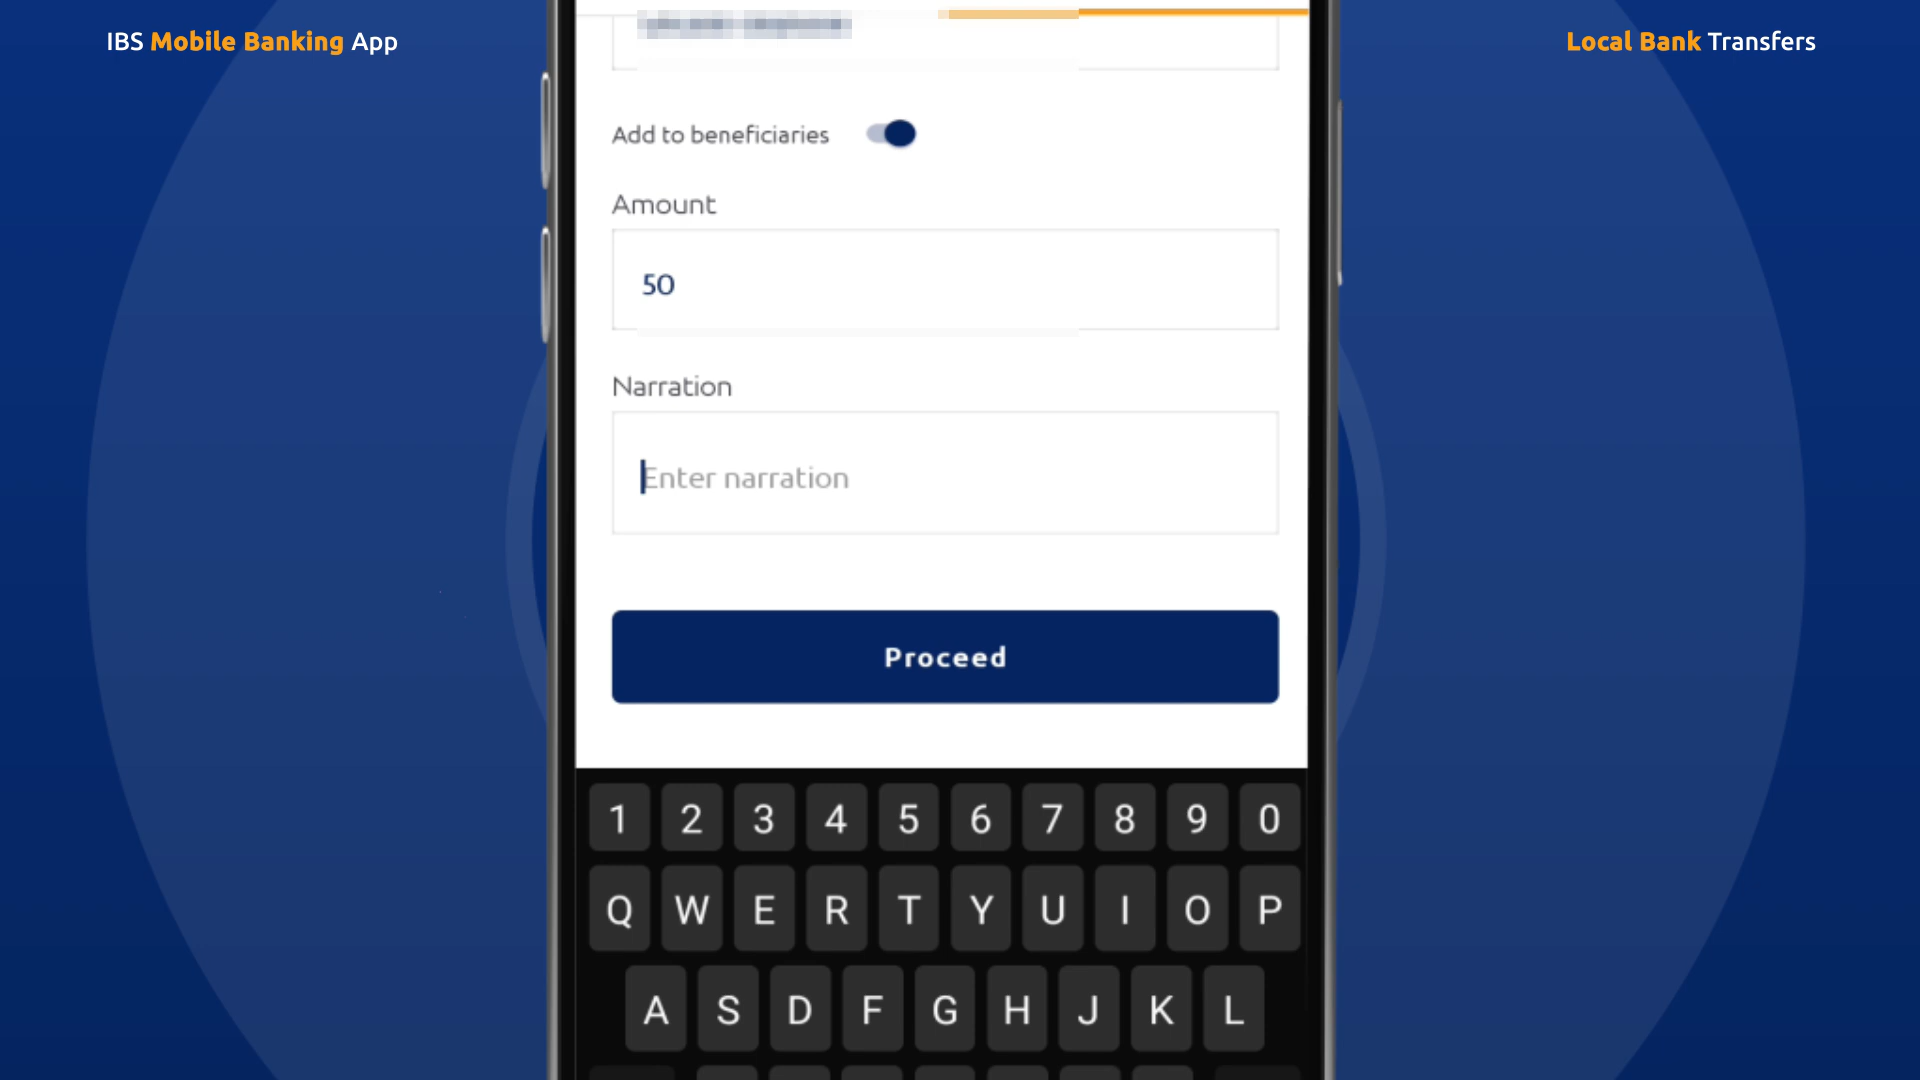 IBS Mobile Banking App
Local Bank Transfers
Add to beneficiaries
Amount
50
Narration
Enter narration
Proceed
1 2 3 4 5 6 7 8 9 0
Q W E R T Y U I O P
A S D F G H J K L